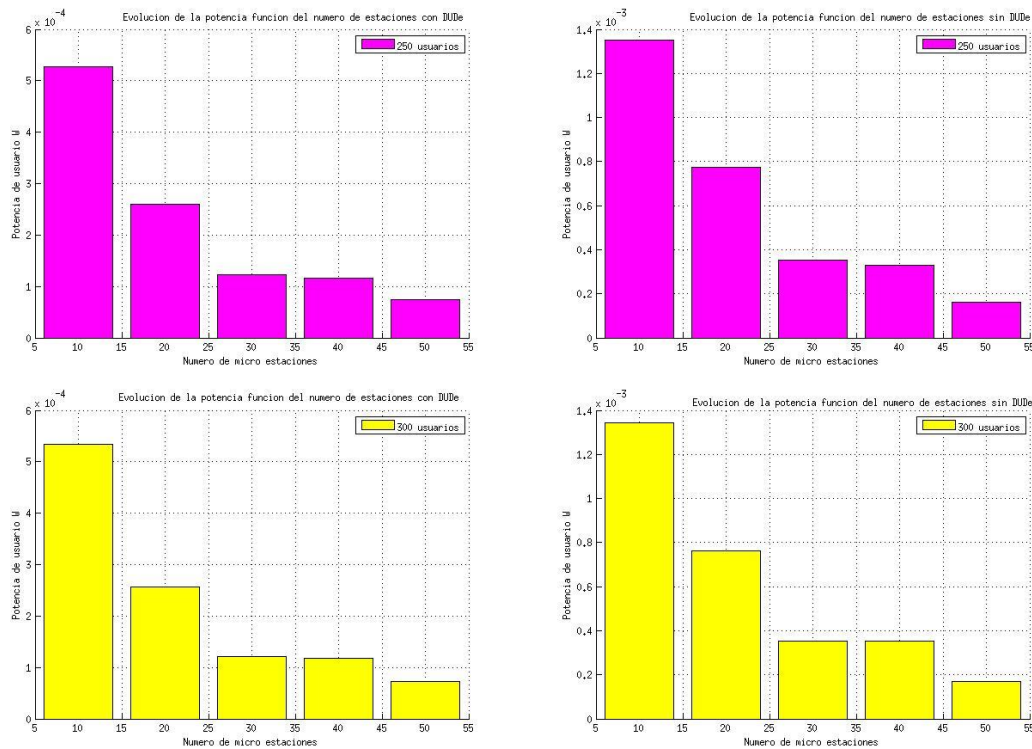 Evolucion de la potencia funcion del numero de estaciones con DUDe
x 10^-4
250 usuarios
6
5
4
3
2
1
0
Potencia de usuario W
5 10 15 20 25 30 35 40 45 50 55
Numero de micro estaciones
Evolucion de la potencia funcion del numero de estaciones sin DUDe
x 10^-3
250 usuarios
1.4
1.2
1
0.8
0.6
0.4
0.2
0
Potencia de usuario W
5 10 15 20 25 30 35 40 45 50 55
Numero de micro estaciones
Evolucion de la potencia funcion del numero de estaciones con DUDe
x 10^-4
300 usuarios
6
5
4
3
2
1
0
Potencia de usuario W
5 10 15 20 25 30 35 40 45 50 55
Numero de micro estaciones
Evolucion de la potencia funcion del numero de estaciones sin DUDe
x 10^-3
300 usuarios
1.4
1.2
1
0.8
0.6
0.4
0.2
0
Potencia de usuario W
5 10 15 20 25 30 35 40 45 50 55
Numero de micro estaciones